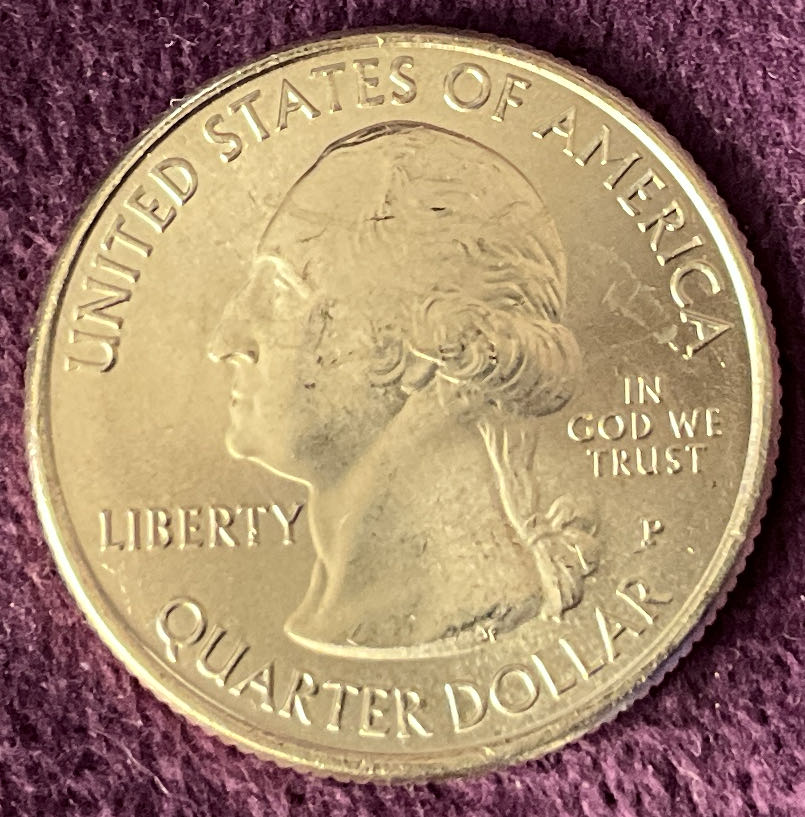 UNITED STATES OF AMERICA
IN
GOD WE
TRUST
LIBERTY
P
QUARTER DOLLAR